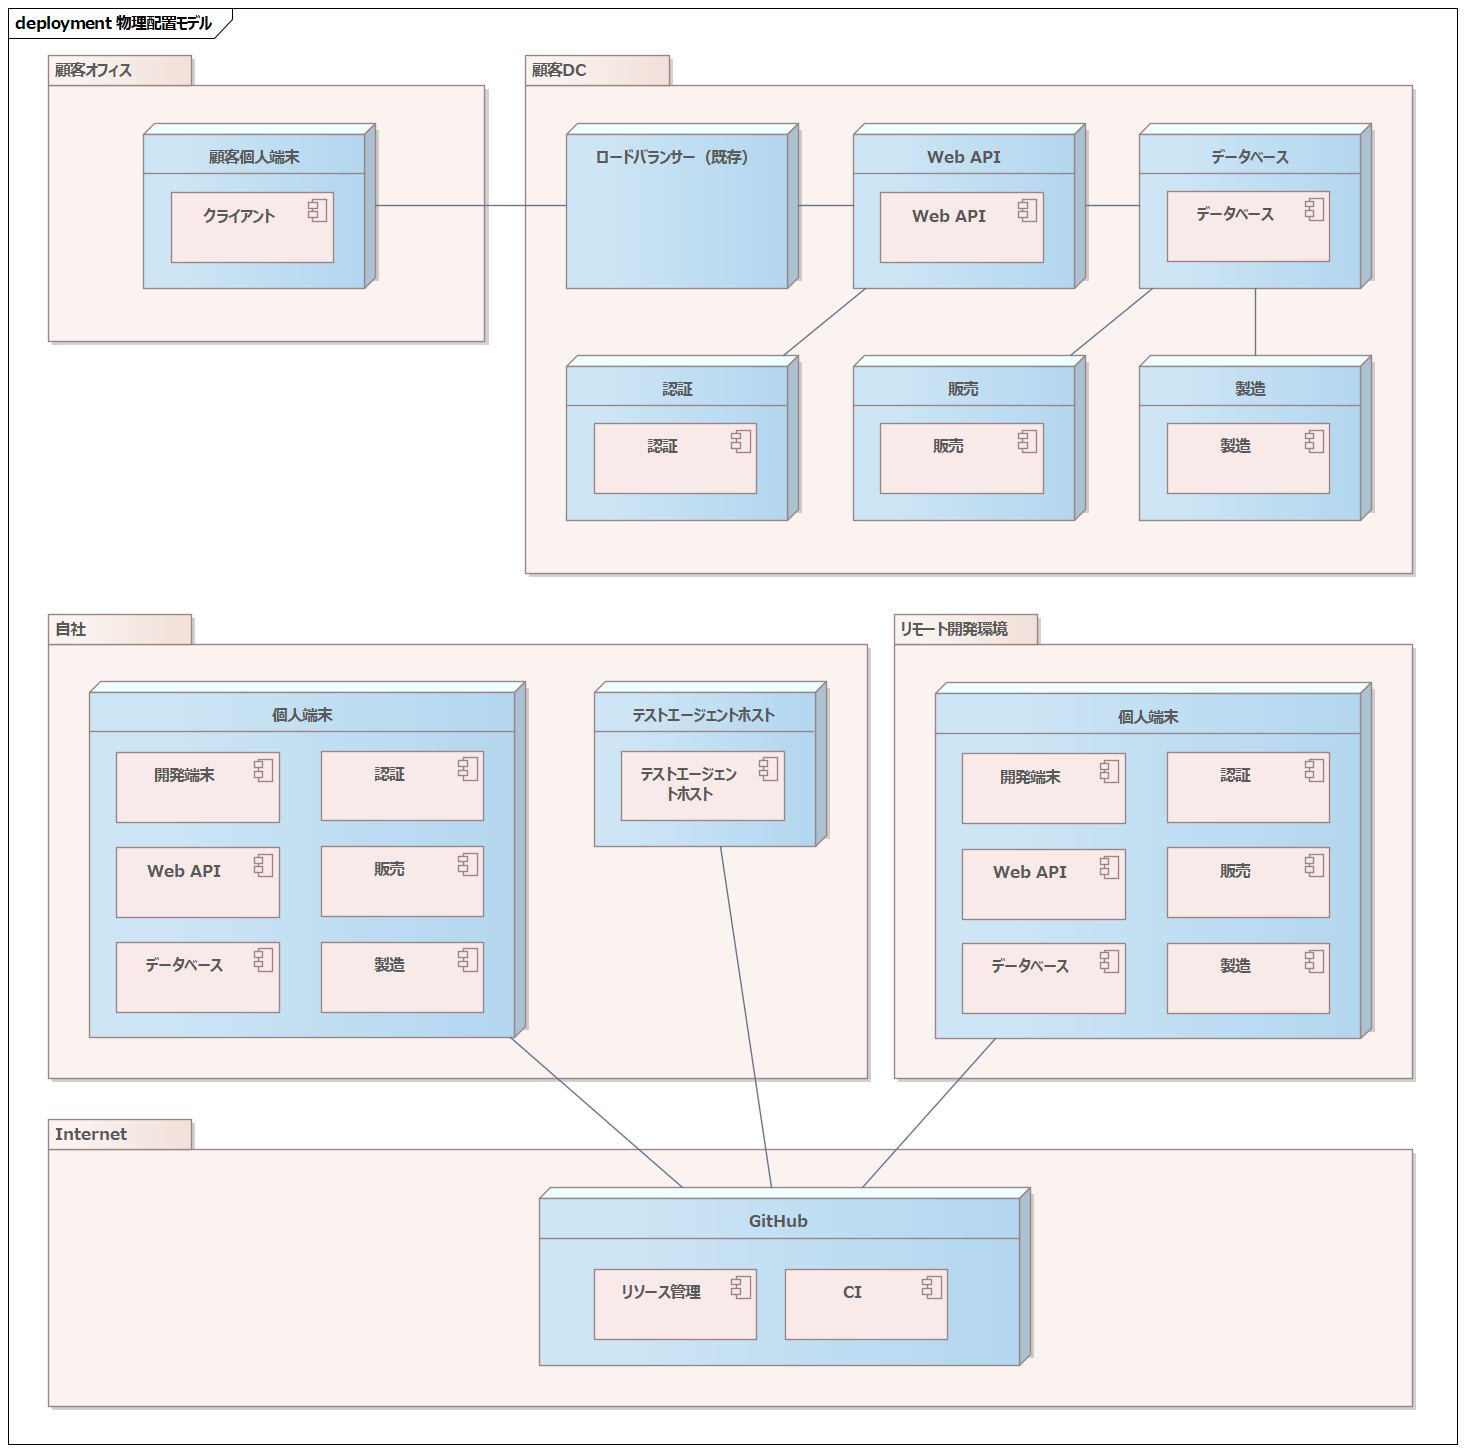 deployment 物理配置モデル
顧客オフィス
顧客個人端末
クライアント
顧客DC
ロードバランサー（既存）
Web API
Web API
データベース
データベース
認証
認証
販売
販売
製造
製造
自社
個人端末
開発端末
認証
Web API
販売
データベース
製造
テストエージェントホスト
テストエージェン
トホスト
リモート開発環境
個人端末
開発端末
認証
Web API
販売
データベース
製造
Internet
GitHub
リソース管理
CI